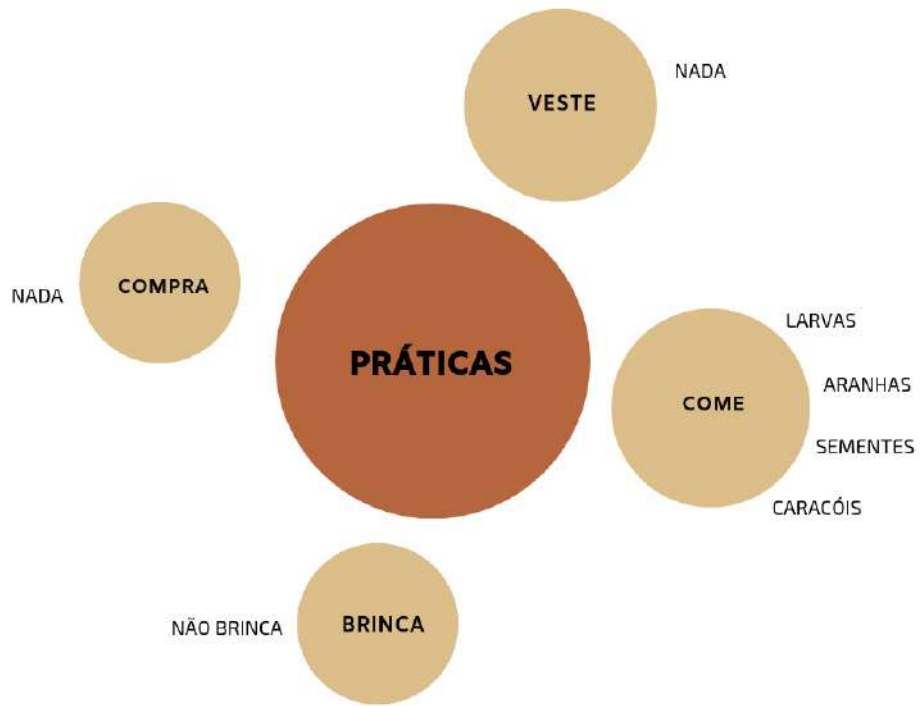 VESTE
NADA
COMPRA
NADA
PRÁTICAS
COME
LARVAS
ARANHAS
SEMENTES
CARACÓIS
BRINCA
NÃO BRINCA